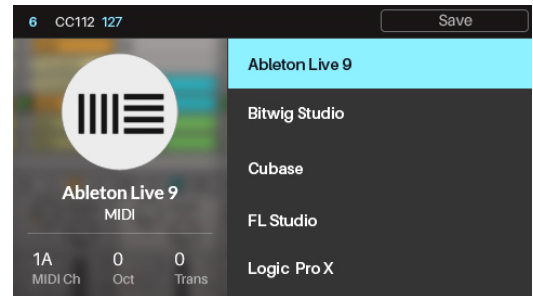 6 CC112 127 Save
Ableton Live 9
MIDI
1A 0 0
MIDI Ch Oct Trans
Ableton Live 9
Bitwig Studio
Cubase
FL Studio
Logic Pro X